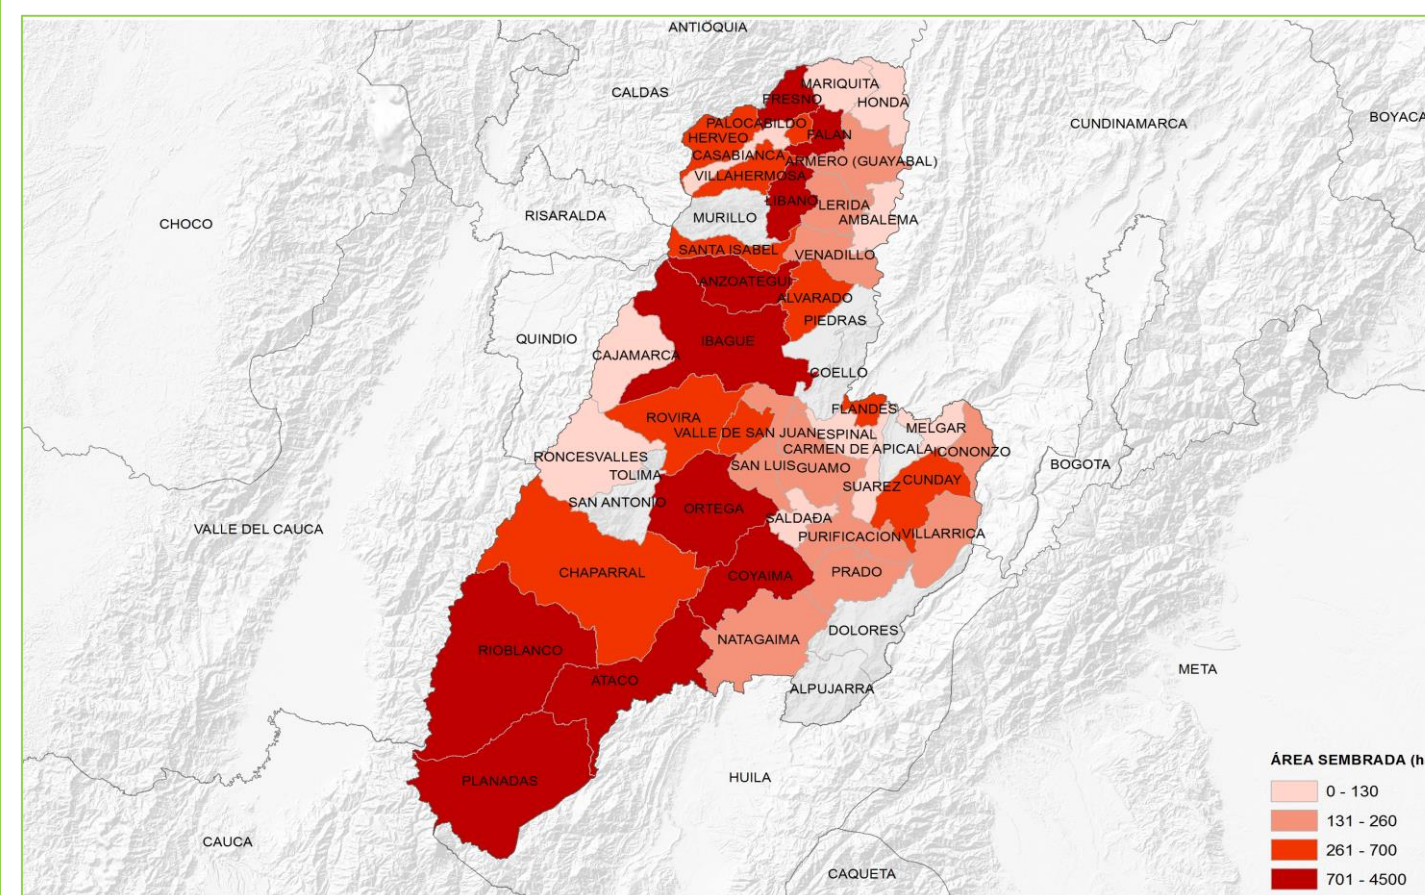 ANTIOQUIA
MARIQUITA
CALDAS
FRESNO
HONDA
BOYACA
CUNDINAMARCA
PALOCABILDO
HERVEO
PALAN
CASABIANCA
ARMERO (GUAYABAL)
VILLAHERMOSA
LIBANO
LERIDA
RISARALDA
MURILLO
AMBALEMA
CHOCO
SANTA ISABEL
VENADILLO
ANZOATEGUI
ALVARADO
PIEDRAS
QUINDIO
IBAGUE
CAJAMARCA
COELLO
FLANDES
ROVIRA
MELGAR
VALLE DE SAN JUAN
ESPINAL
CARMEN DE APICALA
ICONONZO
RONCESVALLES
BOGOTA
SAN LUIS
GUAMO
TOLIMA
CUNDAY
SUAREZ
SAN ANTONIO
ORTEGA
SALDAÐA
VALLE DEL CAUCA
PURIFICACION
VILLARRICA
CHAPARRAL
COYAIMA
PRADO
DOLORES
NATAGAIMA
RIOBLANCO
META
ATACO
ALPUJARRA
ÁREA SEMBRADA (h
PLANADAS
HUILA
0 - 130
131 - 260
CAUCA
261 - 700
CAQUETA
701 - 4500